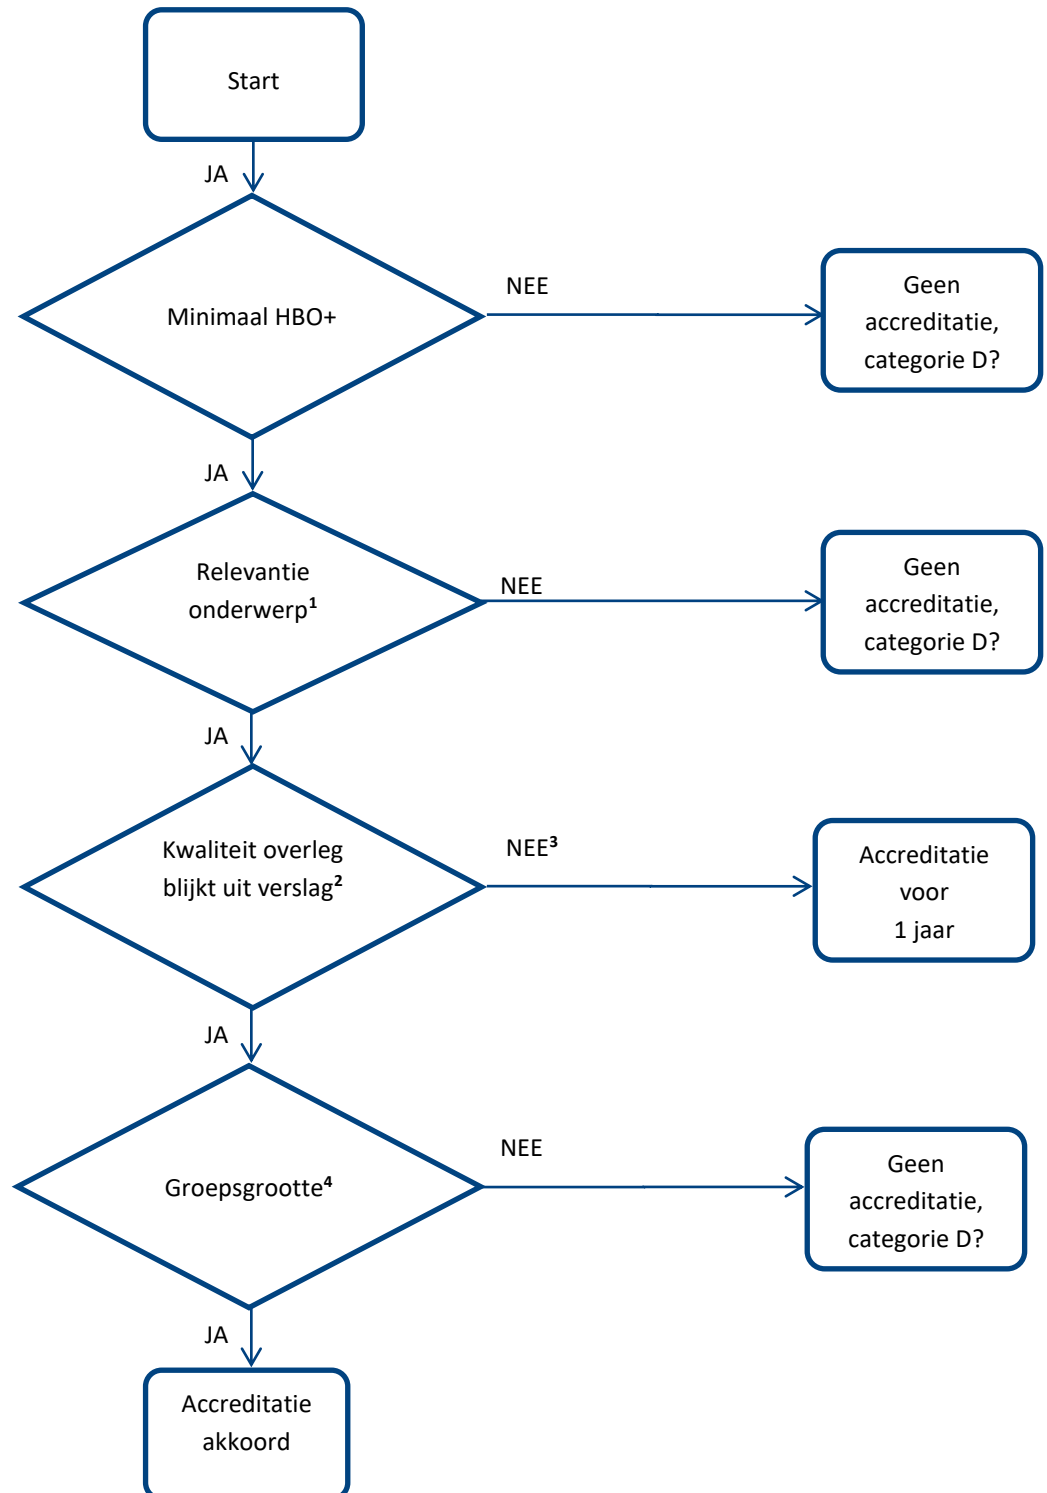 Start
JA
Minimaal HBO+
NEE
Geen
accreditatie,
categorie D?
JA
Relevantie
onderwerp¹
NEE
Geen
accreditatie,
categorie D?
JA
Kwaliteit overleg
blijkt uit verslag²
NEE³
Accreditatie
voor
1 jaar
JA
Groepsgrootte⁴
NEE
Geen
accreditatie,
categorie D?
JA
Accreditatie
akkoord